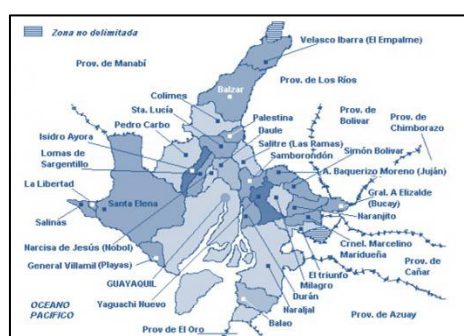 Zona no delimitada
Velasco Ibarra (El Empalme)
Prov. de Manabí
Balzar
Prov. de Los Ríos
Colimes
Sta. Lucía
Pedro Carbo
Palestina
Daule
Prov. de
Bolivar
Prov. de
Chimborazo
Isidro Ayora
Salitre (Las Ramas)
Samborondón
Simón Bolivar
Lomas de
Sargentillo
A. Baquerizo Moreno (Juján)
La Libertad
Santa Elena
Gral. A Elizalde
(Bucay)
Salinas
Naranjito
Narcisa de Jesús (Nobol)
Crnel. Marcelino
Maridueña
General Villamil (Playas)
El triunfo
Prov. de
Cañar
GUAYAQUIL
Milagro
Yaguachi Nuevo
Durán
Naraljal
OCEANO
PACIFICO
Balao
Prov. de Azuay
Prov de El Oro